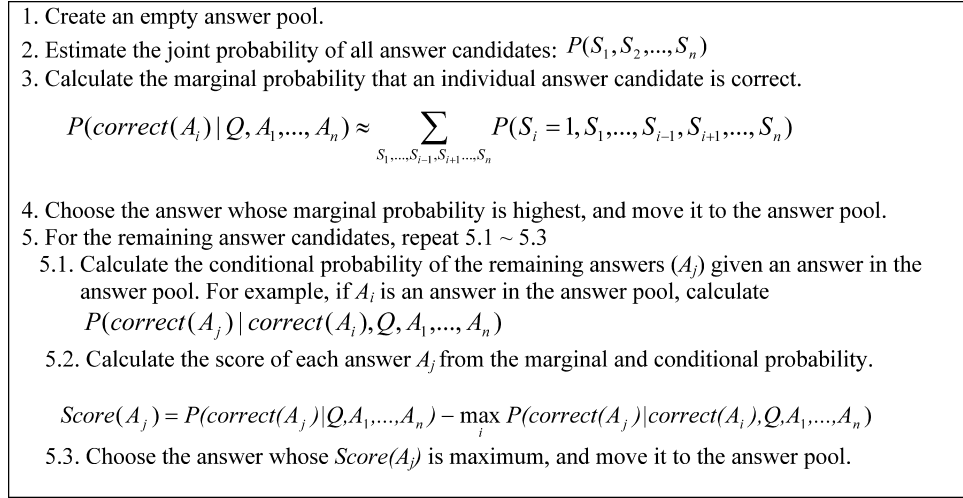 1. Create an empty answer pool.
2. Estimate the joint probability of all answer candidates: P(S₁,S₂,...,Sₙ)
3. Calculate the marginal probability that an individual answer candidate is correct.
P(correct(Aᵢ) | Q, A₁,..., Aₙ) ≈ ∑ P(Sᵢ = 1, S₁,..., Sᵢ₋₁, Sᵢ₊₁,..., Sₙ)
S₁,...,Sᵢ₋₁,Sᵢ₊₁...,Sₙ
4. Choose the answer whose marginal probability is highest, and move it to the answer pool.
5. For the remaining answer candidates, repeat 5.1 ~ 5.3
5.1. Calculate the conditional probability of the remaining answers (Aⱼ) given an answer in the
answer pool. For example, if Aᵢ is an answer in the answer pool, calculate
P(correct(Aⱼ) | correct(Aᵢ), Q, A₁,..., Aₙ)
5.2. Calculate the score of each answer Aⱼ from the marginal and conditional probability.
Score(Aⱼ) = P(correct(Aⱼ)|Q,A₁,...,Aₙ) − max P(correct(Aⱼ)|correct(Aᵢ),Q,A₁,...,Aₙ)
i
5.3. Choose the answer whose Score(Aⱼ) is maximum, and move it to the answer pool.